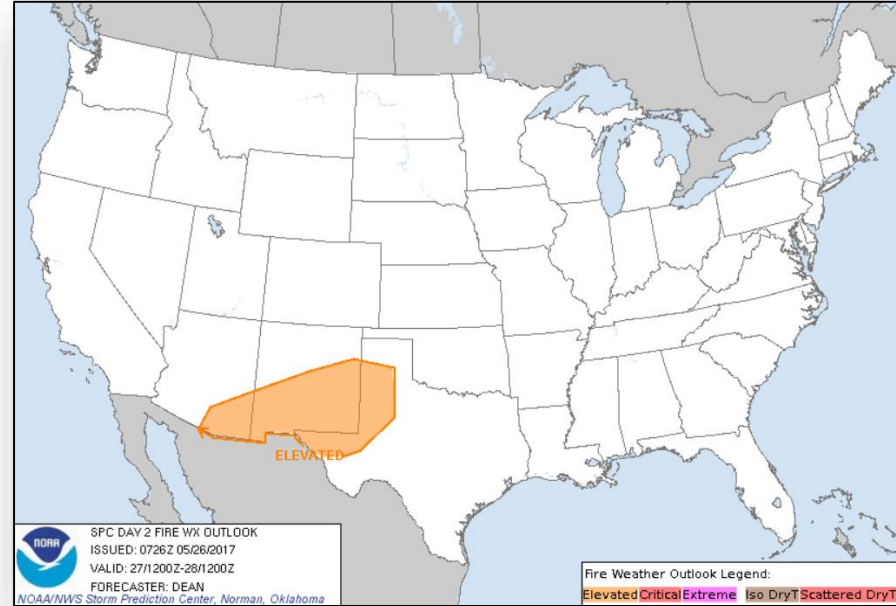 ELEVATED
NOAA
SPC DAY 2 FIRE WX OUTLOOK
ISSUED: 0726Z 05/26/2017
VALID: 27/1200Z-28/1200Z
FORECASTER: DEAN
NOAA/NWS Storm Prediction Center, Norman, Oklahoma
Fire Weather Outlook Legend:
Elevated Critical Extreme Iso DryT Scattered DryT